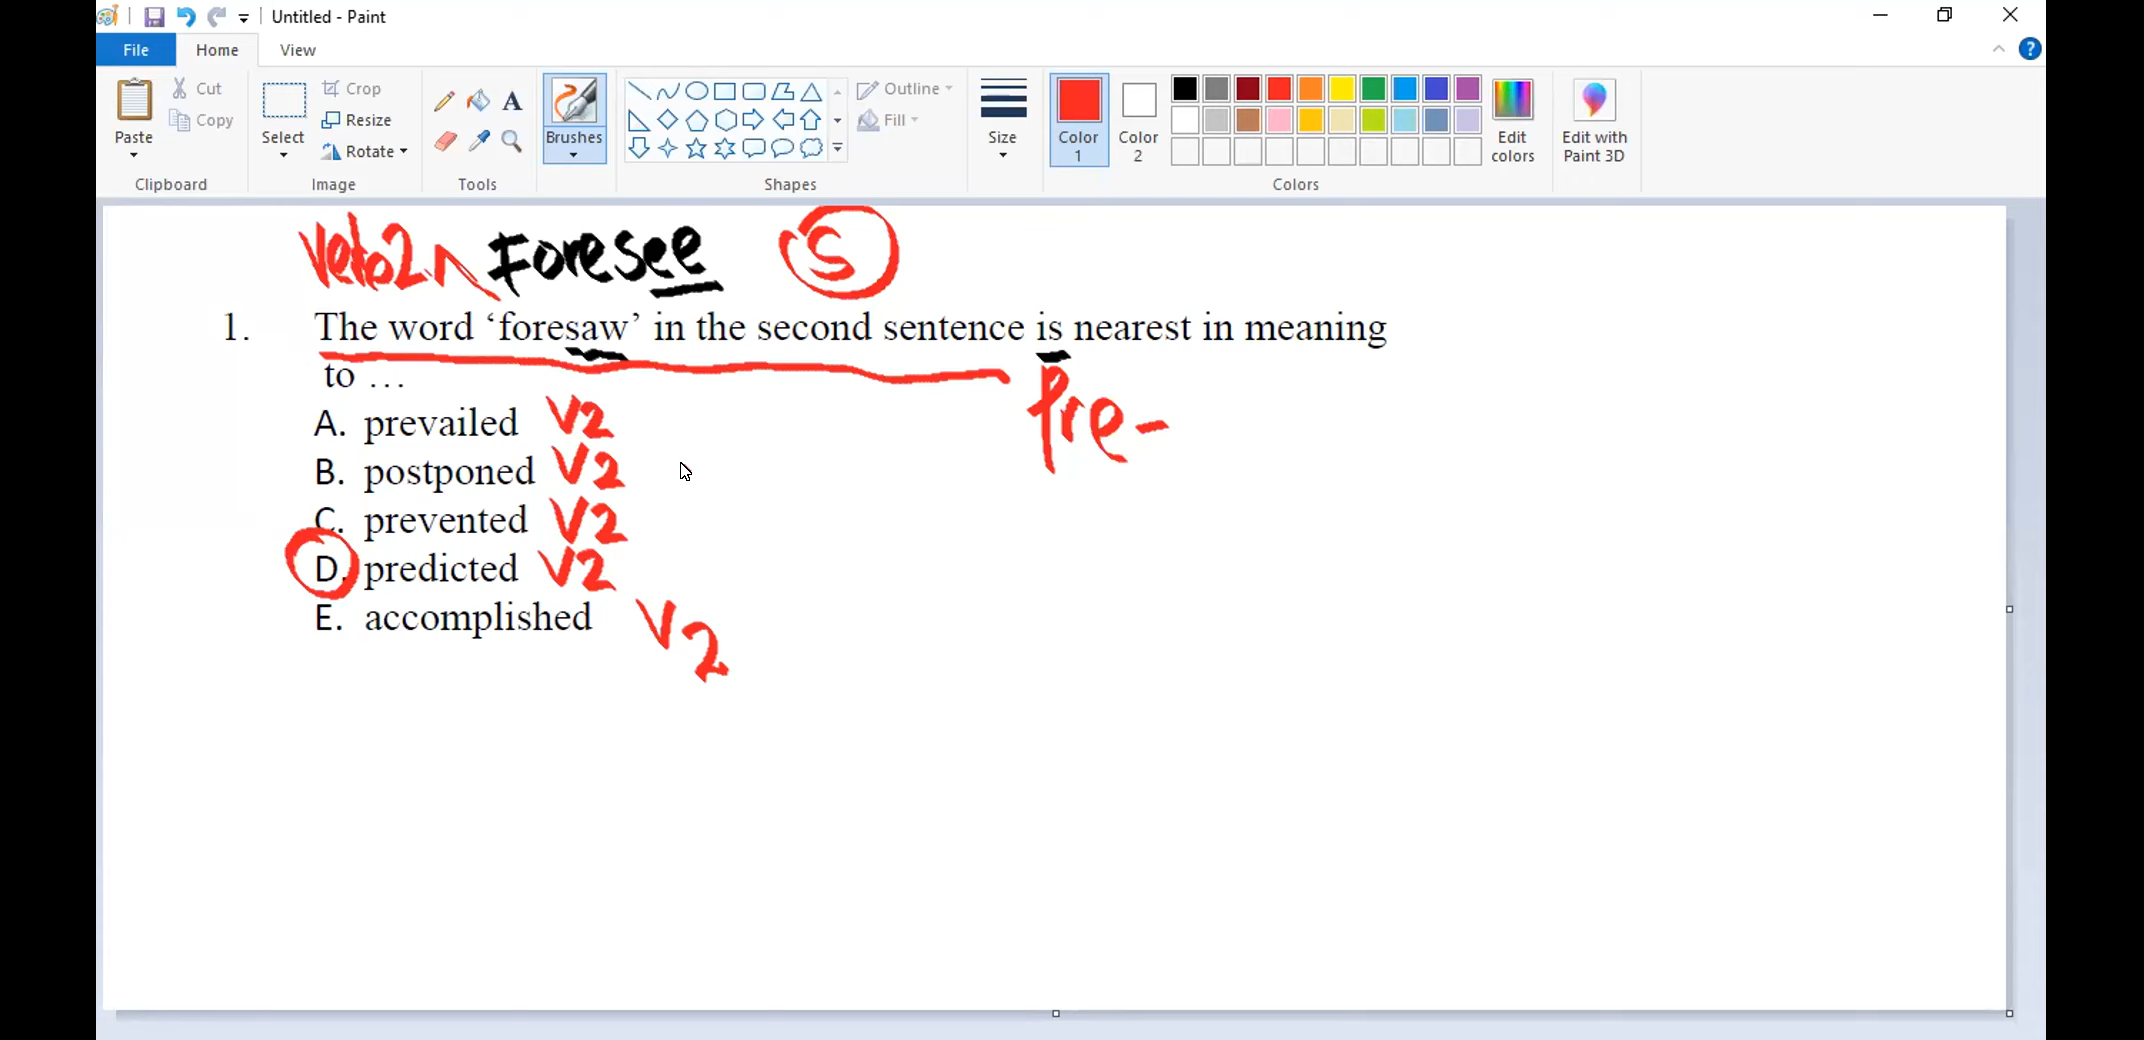 Untitled - Paint
File Home View
Paste Cut Copy Clipboard
Select Crop Resize Rotate Image
Tools
Brushes
Outline Fill Shapes
Size
Color 1 Color 2 Edit colors Colors
Edit with Paint 3D
Foresee S
1. The word ‘foresaw’ in the second sentence is nearest in meaning
to …
Pre-
A. prevailed V2
B. postponed V2
C. prevented V2
D. predicted V2
E. accomplished V2